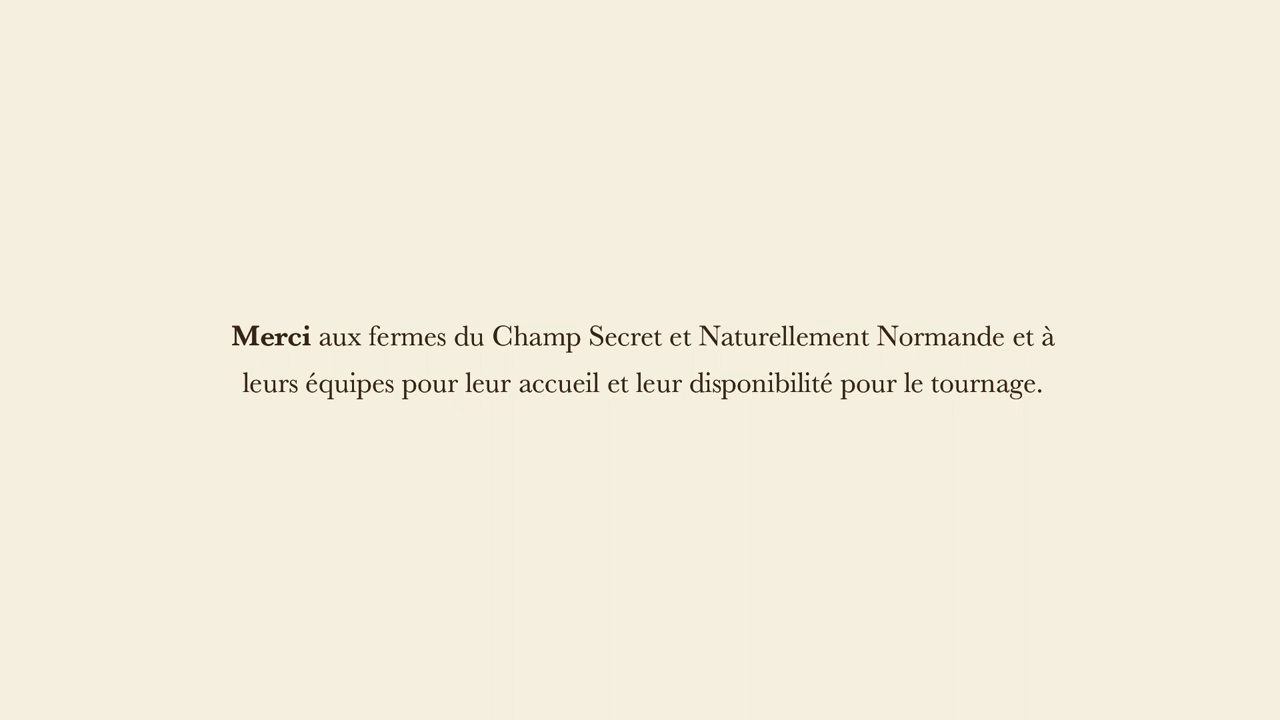 Merci aux fermes du Champ Secret et Naturellement Normande et à
leurs équipes pour leur accueil et leur disponibilité pour le tournage.